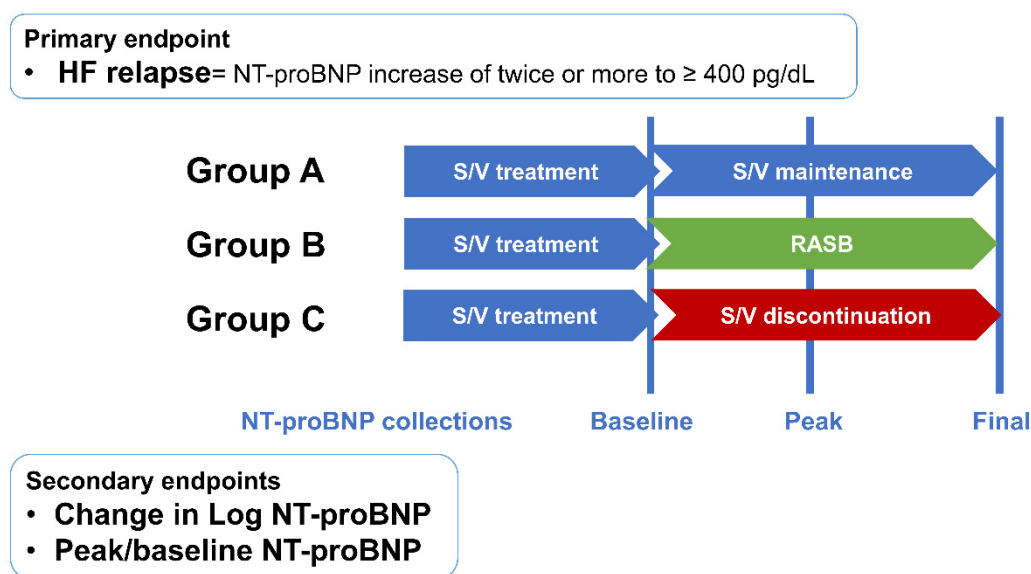 Primary endpoint
• HF relapse= NT-proBNP increase of twice or more to ≥ 400 pg/dL
Group A
S/V treatment
S/V maintenance
Group B
S/V treatment
RASB
Group C
S/V treatment
S/V discontinuation
NT-proBNP collections
Baseline
Peak
Final
Secondary endpoints
• Change in Log NT-proBNP
• Peak/baseline NT-proBNP